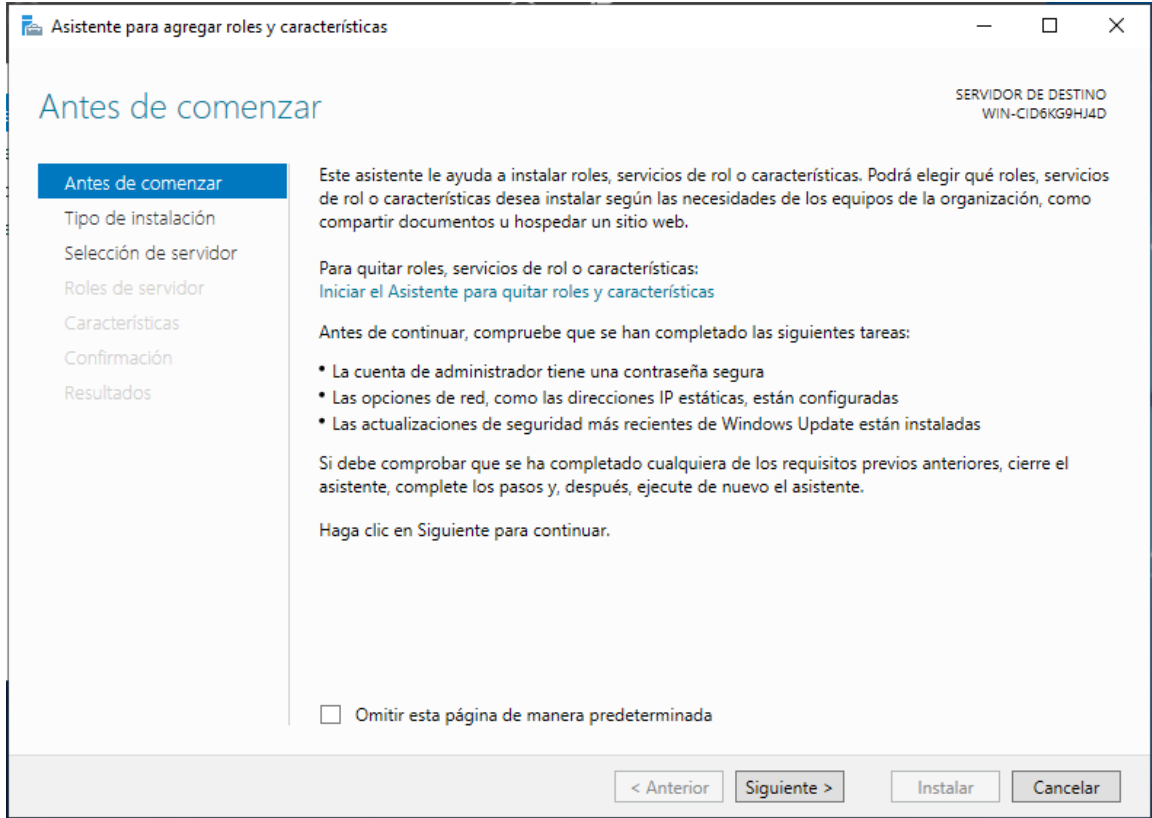 Asistente para agregar roles y características
Antes de comenzar
SERVIDOR DE DESTINO
WIN-CID6KG9HJ4D
Antes de comenzar
Tipo de instalación
Selección de servidor
Roles de servidor
Características
Confirmación
Resultados
Este asistente le ayuda a instalar roles, servicios de rol o características. Podrá elegir qué roles, servicios
de rol o características desea instalar según las necesidades de los equipos de la organización, como
compartir documentos u hospedar un sitio web.
Para quitar roles, servicios de rol o características:
Iniciar el Asistente para quitar roles y características
Antes de continuar, compruebe que se han completado las siguientes tareas:
• La cuenta de administrador tiene una contraseña segura
• Las opciones de red, como las direcciones IP estáticas, están configuradas
• Las actualizaciones de seguridad más recientes de Windows Update están instaladas
Si debe comprobar que se ha completado cualquiera de los requisitos previos anteriores, cierre el
asistente, complete los pasos y, después, ejecute de nuevo el asistente.
Haga clic en Siguiente para continuar.
Omitir esta página de manera predeterminada
< Anterior
Siguiente >
Instalar
Cancelar